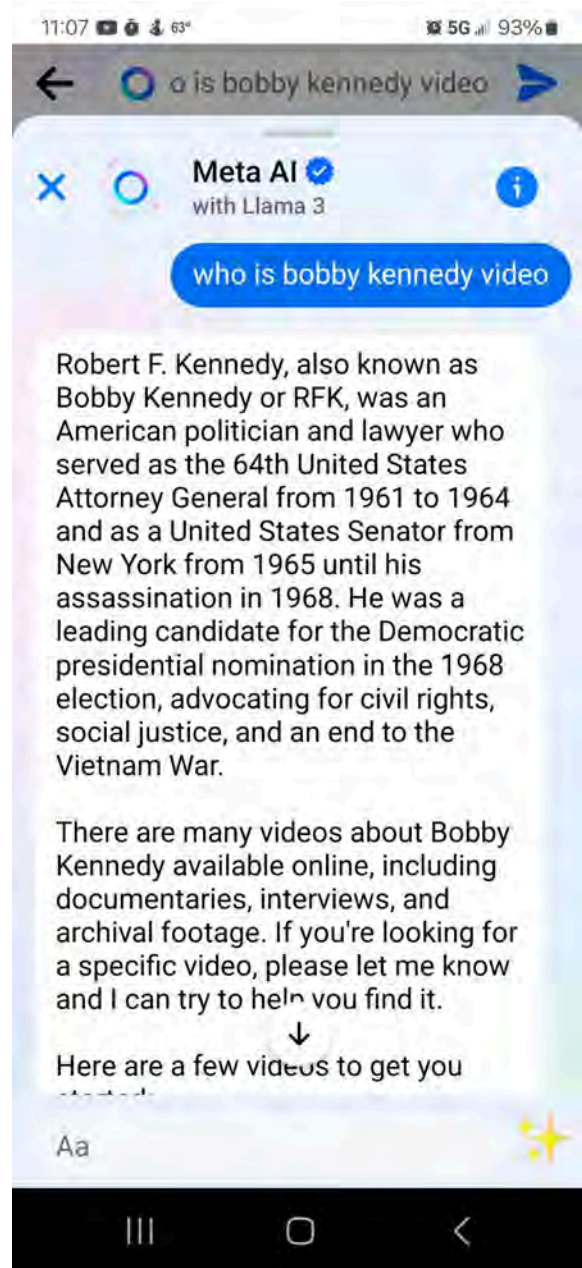 11:07 63° 5G 93%
o is bobby kennedy video
Meta AI
with Llama 3
who is bobby kennedy video
Robert F. Kennedy, also known as
Bobby Kennedy or RFK, was an
American politician and lawyer who
served as the 64th United States
Attorney General from 1961 to 1964
and as a United States Senator from
New York from 1965 until his
assassination in 1968. He was a
leading candidate for the Democratic
presidential nomination in the 1968
election, advocating for civil rights,
social justice, and an end to the
Vietnam War.
There are many videos about Bobby
Kennedy available online, including
documentaries, interviews, and
archival footage. If you're looking for
a specific video, please let me know
and I can try to help you find it.
Here are a few videos to get you
Aa